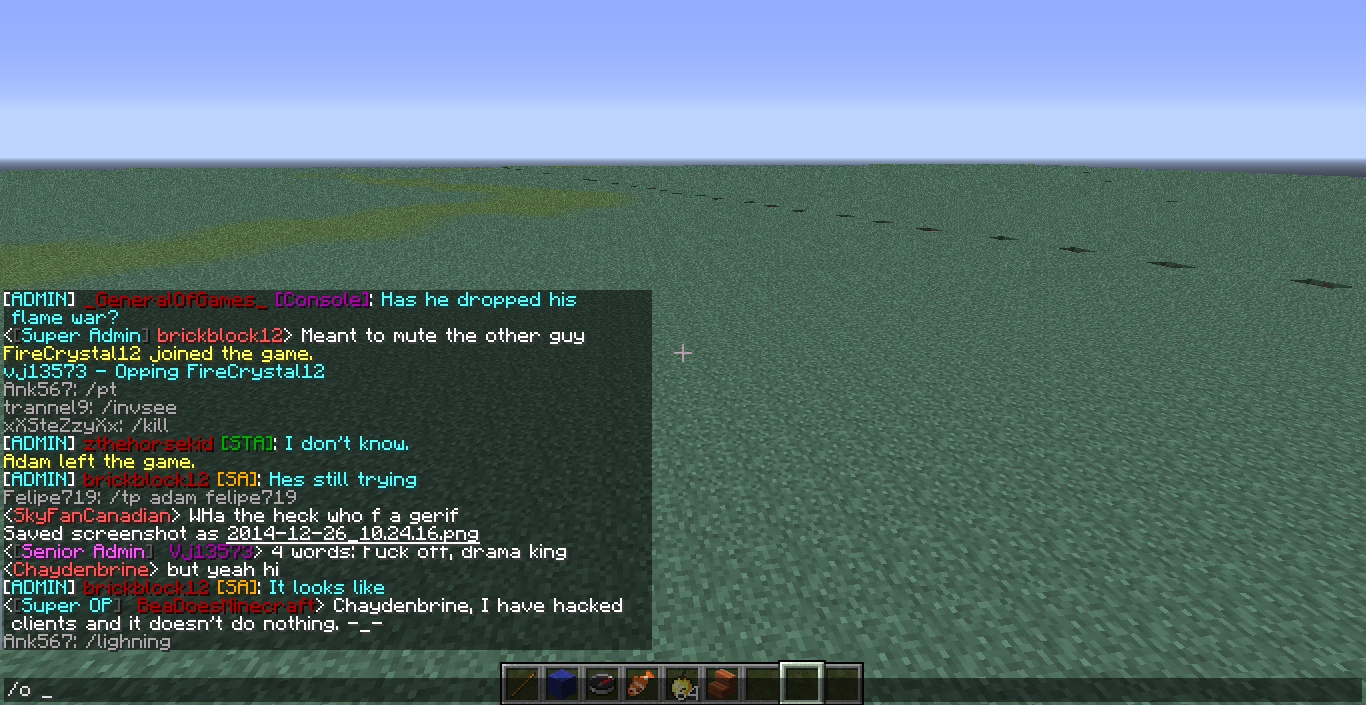 [ADMIN] _GeneralOfGames_ [Console]: Has he dropped his
flame war?
<[Super Admin] brickblock12> Meant to mute the other guy
FireCrystal12 joined the game.
vj13573 - Opping FireCrystal12
Ank567: /pt
trannel9: /invsee
xXSteZzyXx: /kill
[ADMIN] zthehorsekid [STA]: I don't know.
Adam left the game.
[ADMIN] brickblock12 [SA]: Hes still trying
Felipe719: /tp adam felipe719
<SkyFanCanadian> WHa the heck who f a gerif
Saved screenshot as 2014-12-26_10.24.16.png
<[Senior Admin] Vj13573> 4 words: Fuck off, drama king
<Chaydenbrine> but yeah hi
[ADMIN] brickblock12 [SA]: It looks like
<[Super OP] BeaDoesMinecraft> Chaydenbrine, I have hacked
clients and it doesn't do nothing. -_-
Ank567: /lighning
64
/o _